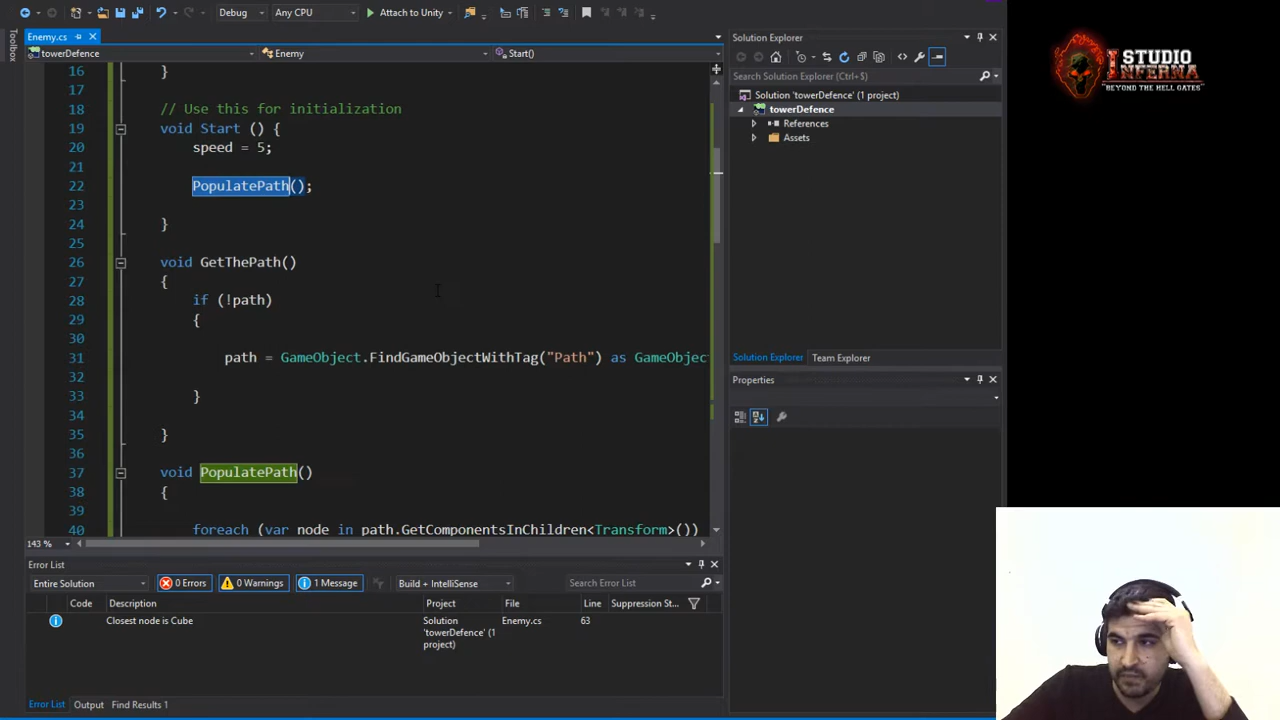 Debug
Any CPU
Attach to Unity
Enemy.cs
towerDefence
Enemy
Start()
Toolbox
16 }
17
18 // Use this for initialization
19 void Start () {
20 speed = 5;
21
22 PopulatePath();
23
24 }
25
26 void GetThePath()
27 {
28 if (!path)
29 {
30
31 path = GameObject.FindGameObjectWithTag("Path") as GameObjec
32
33 }
34
35 }
36
37 void PopulatePath()
38 {
39
40 foreach (var node in path.GetComponentsInChildren<Transform>())
143 %
Solution Explorer
Search Solution Explorer (Ctrl+$)
Solution 'towerDefence' (1 project)
towerDefence
References
Assets
Solution Explorer Team Explorer
Properties
Error List
Entire Solution
0 Errors
0 Warnings
1 Message
Build + IntelliSense
Search Error List
Code Description Project File Line Suppression St...
Closest node is Cube Solution 'towerDefence' (1 project) Enemy.cs 63
Error List Output Find Results 1
STUDIO
INFERNA
"BEYOND THE HELL GATES"